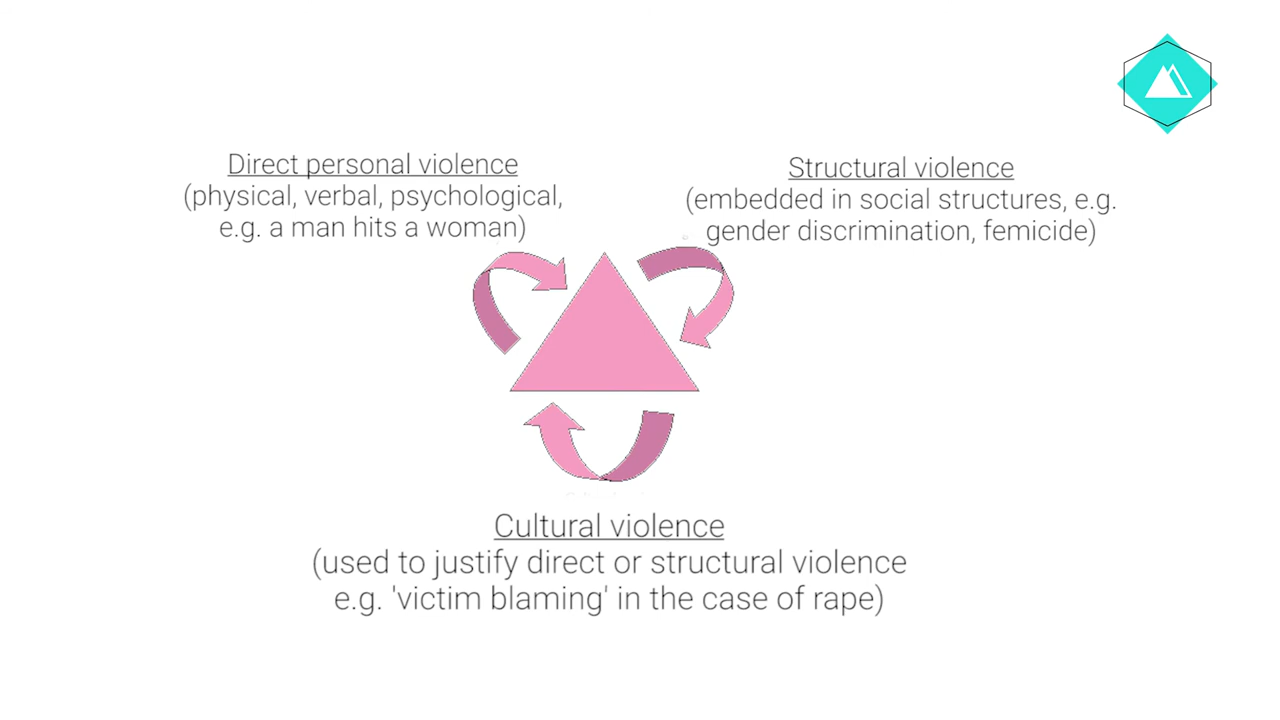 Direct personal violence
(physical, verbal, psychological,
e.g. a man hits a woman)
Structural violence
(embedded in social structures, e.g.
gender discrimination, femicide)
Cultural violence
(used to justify direct or structural violence
e.g. 'victim blaming' in the case of rape)